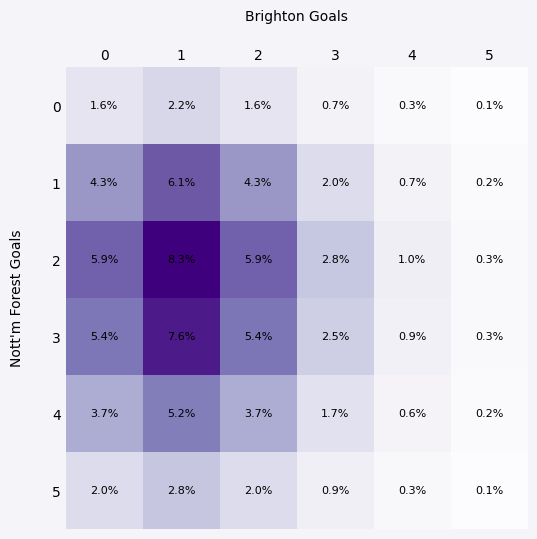 Brighton Goals
0 1 2 3 4 5
0 1.6% 2.2% 1.6% 0.7% 0.3% 0.1%
1 4.3% 6.1% 4.3% 2.0% 0.7% 0.2%
2 5.9% 8.3% 5.9% 2.8% 1.0% 0.3%
3 5.4% 7.6% 5.4% 2.5% 0.9% 0.3%
4 3.7% 5.2% 3.7% 1.7% 0.6% 0.2%
5 2.0% 2.8% 2.0% 0.9% 0.3% 0.1%
Nott'm Forest Goals